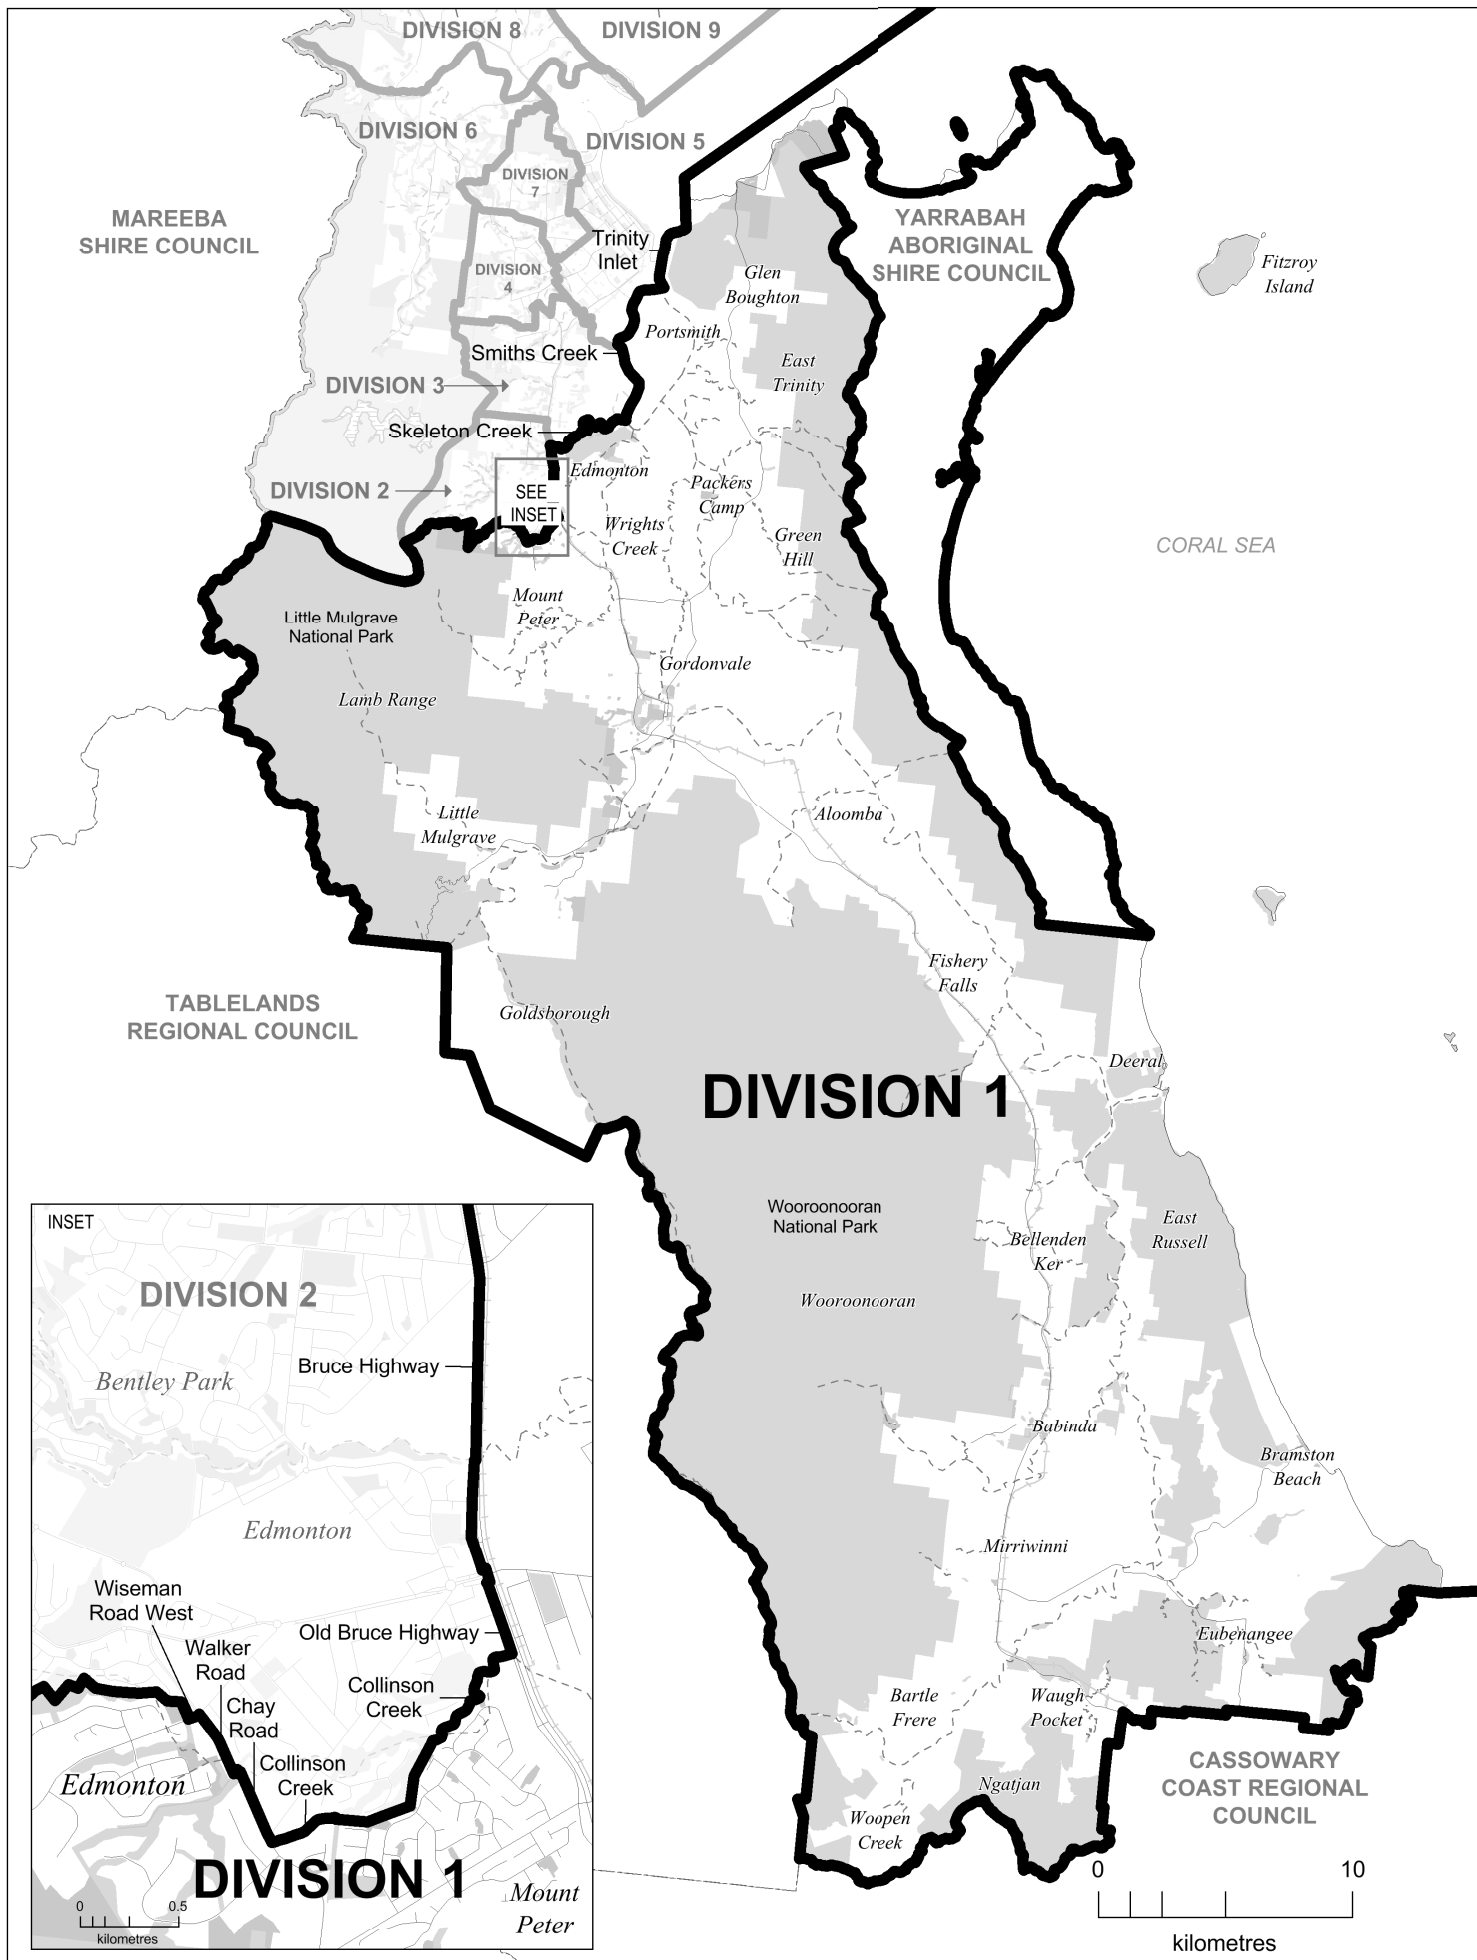 DIVISION 8
DIVISION 9
DIVISION 6
DIVISION 5
DIVISION
7
MAREEBA
SHIRE COUNCIL
YARRABAH
ABORIGINAL
SHIRE COUNCIL
Trinity
Inlet
DIVISION
4
Glen
Boughton
Fitzroy
Island
Portsmith
Smiths Creek
East
Trinity
DIVISION 3
Skeleton Creek
Edmonton
DIVISION 2
SEE
INSET
Packers
Camp
Wrights
Creek
Green
Hill
CORAL SEA
Mount
Peter
Little Mulgrave
National Park
Gordonvale
Lamb Range
Little
Mulgrave
Aloomba
Fishery
Falls
TABLELANDS
REGIONAL COUNCIL
Goldsborough
Deeral
DIVISION 1
Wooroonooran
National Park
East
Russell
Bellenden
Ker
Wooroonooran
Babinda
Bramston
Beach
Mirriwinni
Eubenangee
Bartle
Frere
Waugh
Pocket
CASSOWARY
COAST REGIONAL
COUNCIL
Ngatjan
Woopen
Creek
0
10
kilometres
INSET
DIVISION 2
Bruce Highway
Bentley Park
Edmonton
Wiseman
Road West
Old Bruce Highway
Walker
Road
Collinson
Creek
Chay
Road
Collinson
Creek
Edmonton
DIVISION 1
Mount
Peter
0
0.5
kilometres